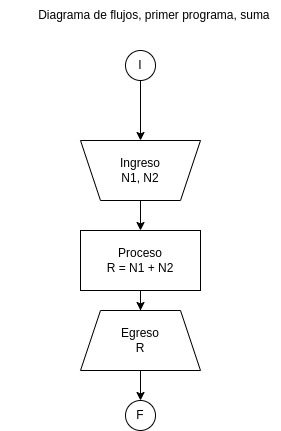 Diagrama de flujos, primer programa, suma
I
Ingreso
N1, N2
Proceso
R = N1 + N2
Egreso
R
F